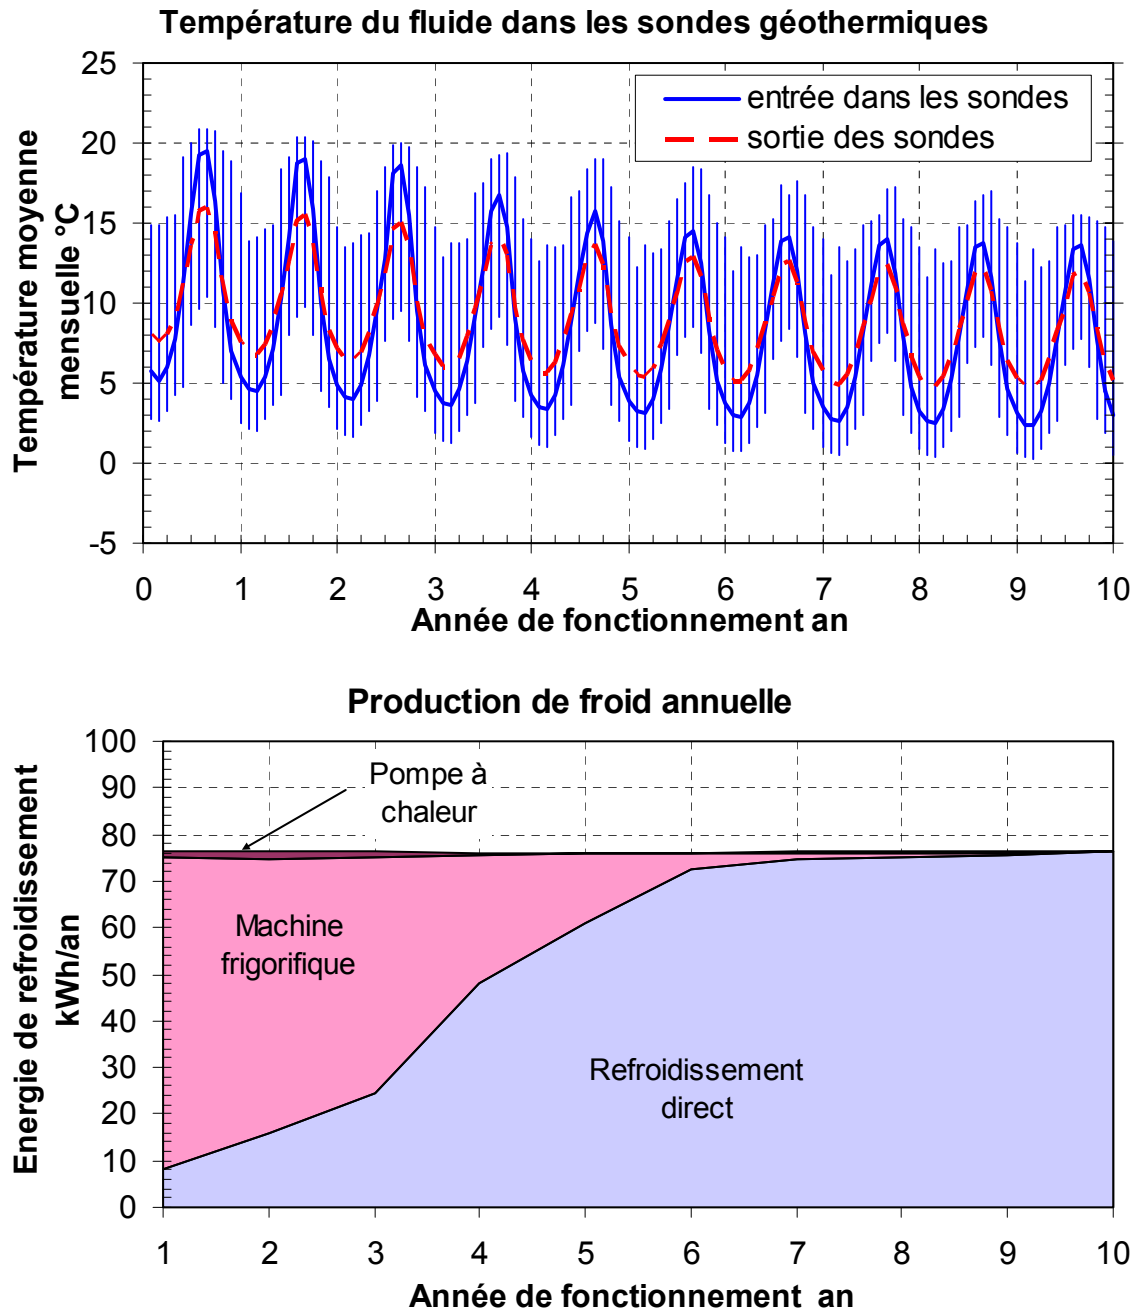 Température du fluide dans les sondes géothermiques
Température moyenne
mensuelle °C
25
20
15
10
5
0
-5
entrée dans les sondes
sortie des sondes
0 1 2 3 4 5 6 7 8 9 10
Année de fonctionnement an
Production de froid annuelle
Energie de refroidissement
kWh/an
100
90
80
70
60
50
40
30
20
10
0
Pompe à
chaleur
Machine
frigorifique
Refroidissement
direct
1 2 3 4 5 6 7 8 9 10
Année de fonctionnement an